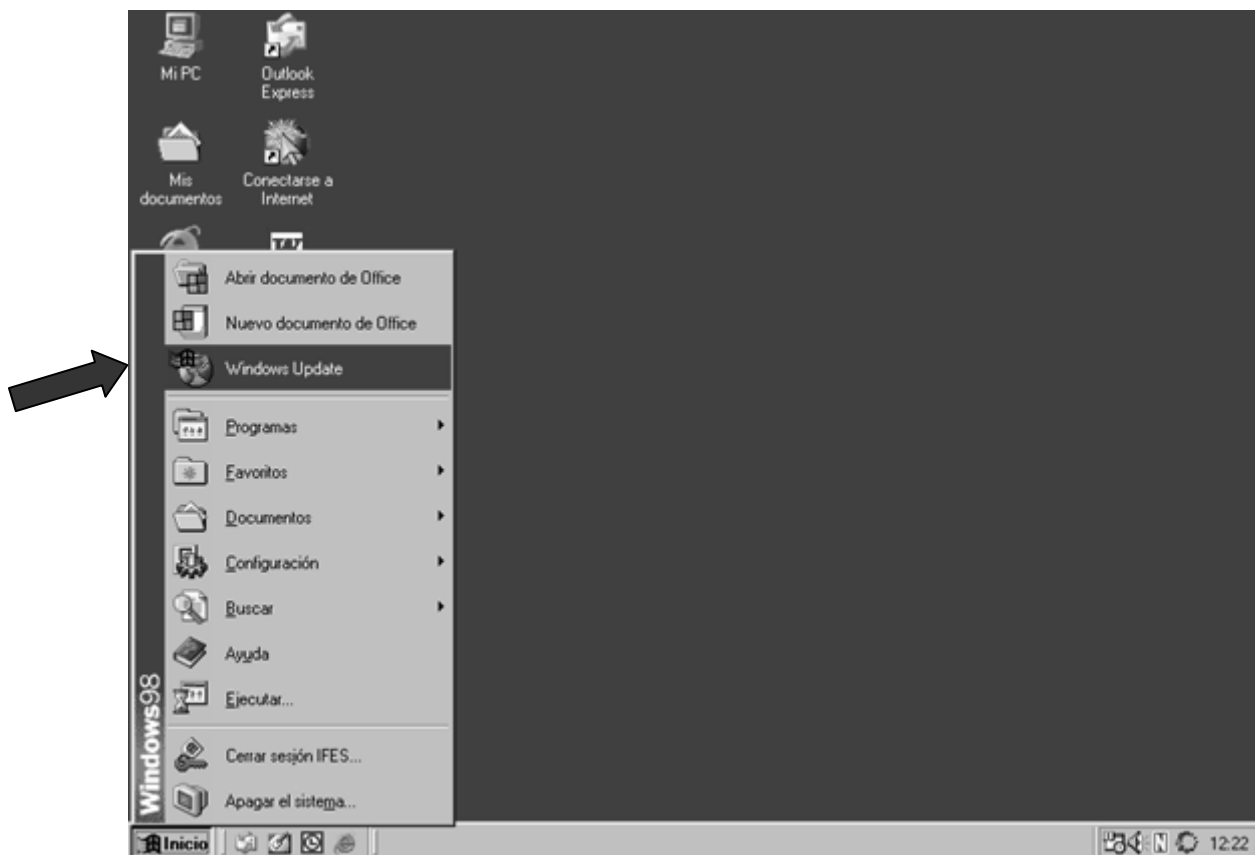 Mi PC
Outlook
Express
Mis
documentos
Conectarse a
Internet
Abrir documento de Office
Nuevo documento de Office
Windows Update
Programas
Favoritos
Documentos
Configuración
Buscar
Ayuda
Ejecutar...
Cerrar sesión IFES...
Apagar el sistema...
Windows98
Inicio
12:22